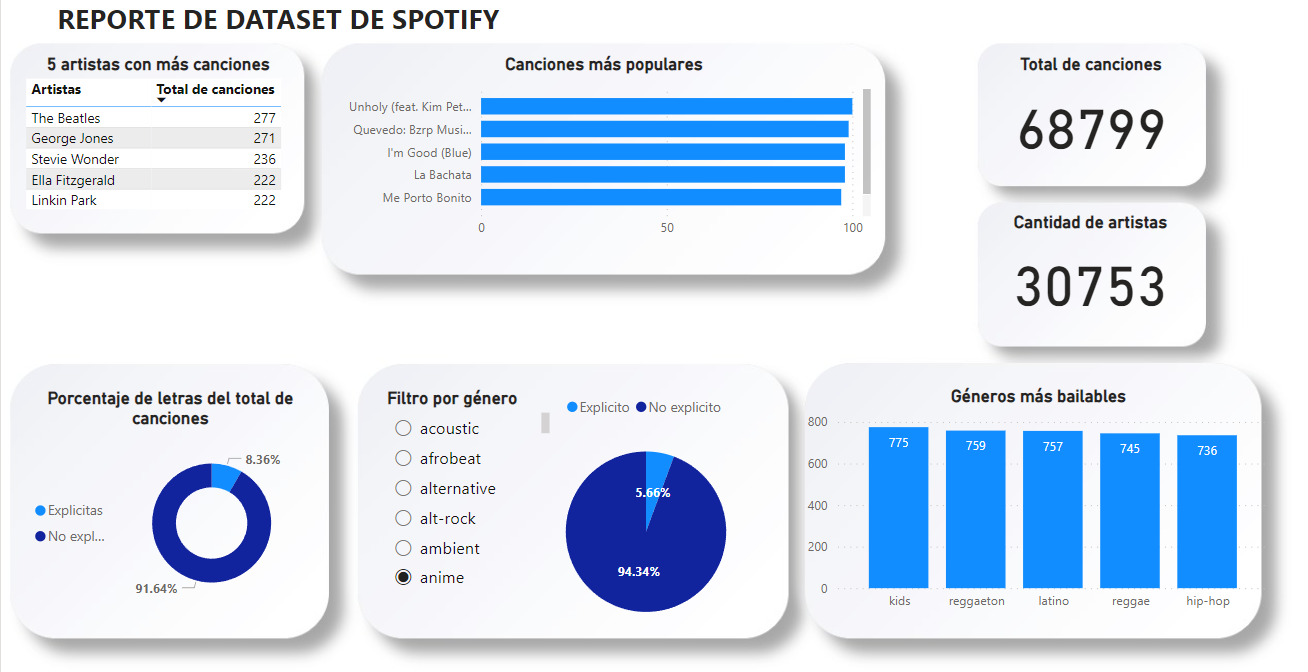 REPORTE DE DATASET DE SPOTIFY
5 artistas con más canciones
Artistas Total de canciones
The Beatles 277
George Jones 271
Stevie Wonder 236
Ella Fitzgerald 222
Linkin Park 222
Canciones más populares
Unholy (feat. Kim Pet...
Quevedo: Bzrp Musi...
I'm Good (Blue)
La Bachata
Me Porto Bonito
0 50 100
Total de canciones
68799
Cantidad de artistas
30753
Porcentaje de letras del total de
canciones
8.36%
Explicitas
No expl...
91.64%
Filtro por género
acoustic
afrobeat
alternative
alt-rock
ambient
anime
Explicito No explicito
5.66%
94.34%
Géneros más bailables
800
600
400
200
0
775 759 757 745 736
kids reggaeton latino reggae hip-hop